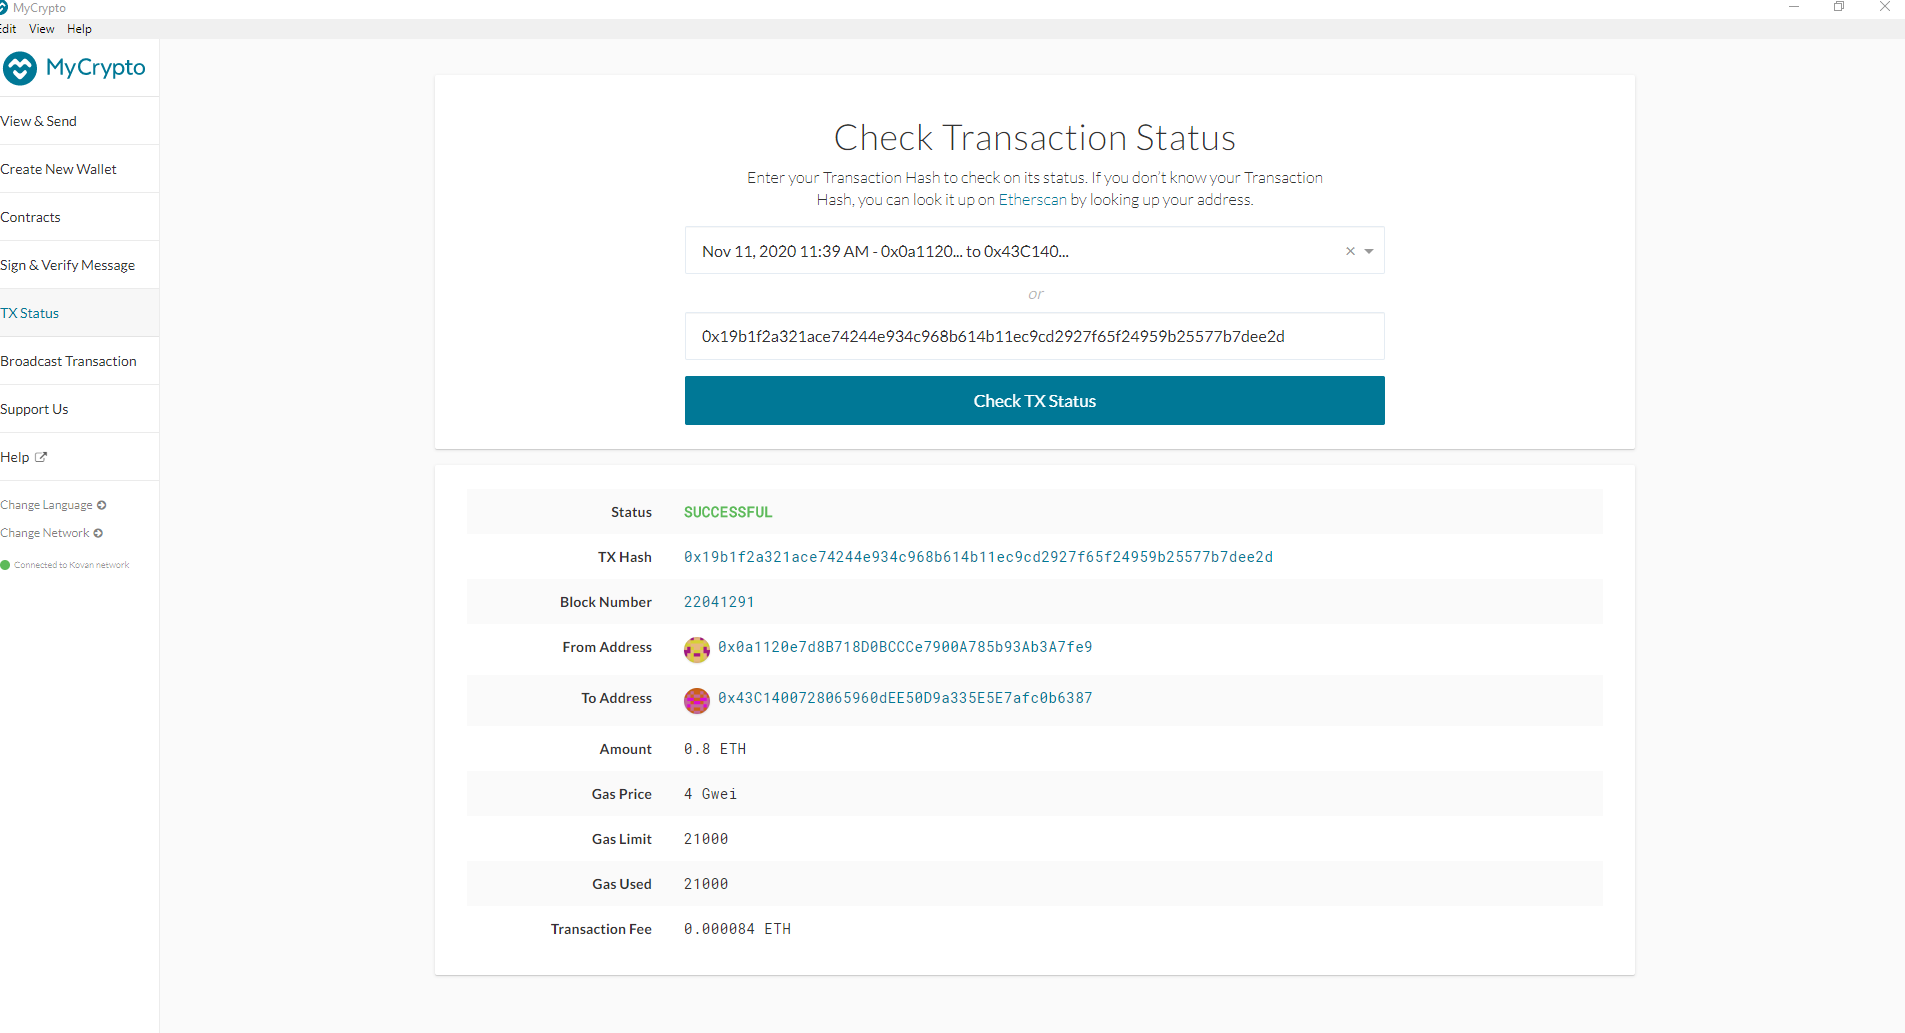 MyCrypto
Edit View Help
MyCrypto
View & Send
Create New Wallet
Contracts
Sign & Verify Message
TX Status
Broadcast Transaction
Support Us
Help
Change Language
Change Network
Connected to Kovan network
Check Transaction Status
Enter your Transaction Hash to check on its status. If you don't know your Transaction
Hash, you can look it up on Etherscan by looking up your address.
Nov 11, 2020 11:39 AM - 0x0a1120... to 0x43C140...
or
0x19b1f2a321ace74244e934c968b614b11ec9cd2927f65f24959b25577b7dee2d
Check TX Status
Status SUCCESSFUL
TX Hash 0x19b1f2a321ace74244e934c968b614b11ec9cd2927f65f24959b25577b7dee2d
Block Number 22041291
From Address 0x0a1120e7d8B718D0BCCCe7900A785b93Ab3A7fe9
To Address 0x43C1400728065960dEE50D9a335E5E7afc0b6387
Amount 0.8 ETH
Gas Price 4 Gwei
Gas Limit 21000
Gas Used 21000
Transaction Fee 0.000084 ETH